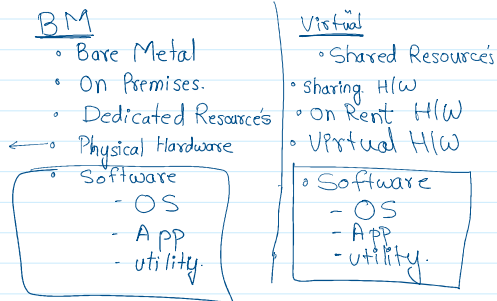 BM
• Bare Metal
• On Premises.
• Dedicated Resource's
• Physical Hardware
• Software
- OS
- App
- utility.
Virtual
• Shared Resource's
• Sharing H/W
• On Rent H/W
• Virtual H/W
• Software
- OS
- App
- utility.